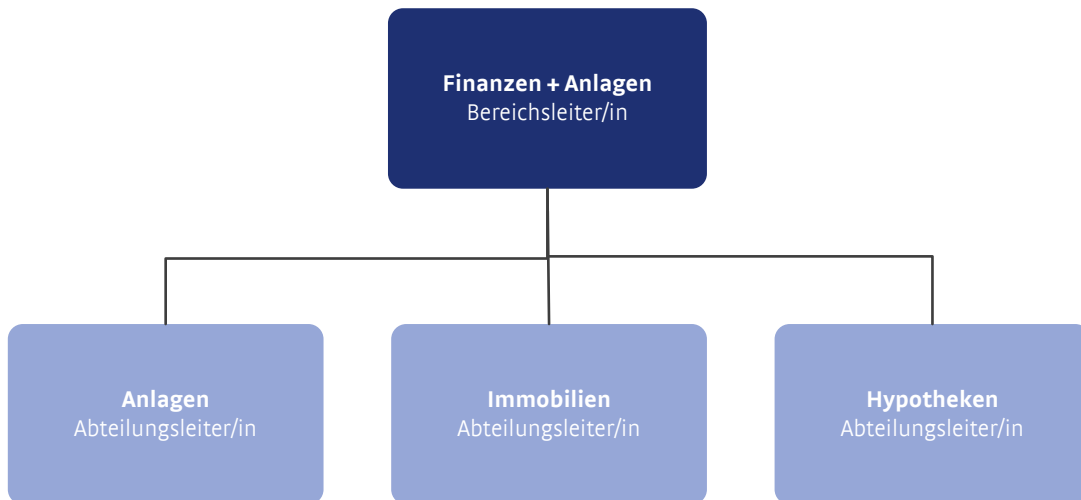 Finanzen + Anlagen
Bereichsleiter/in
Anlagen
Abteilungsleiter/in
Immobilien
Abteilungsleiter/in
Hypotheken
Abteilungsleiter/in